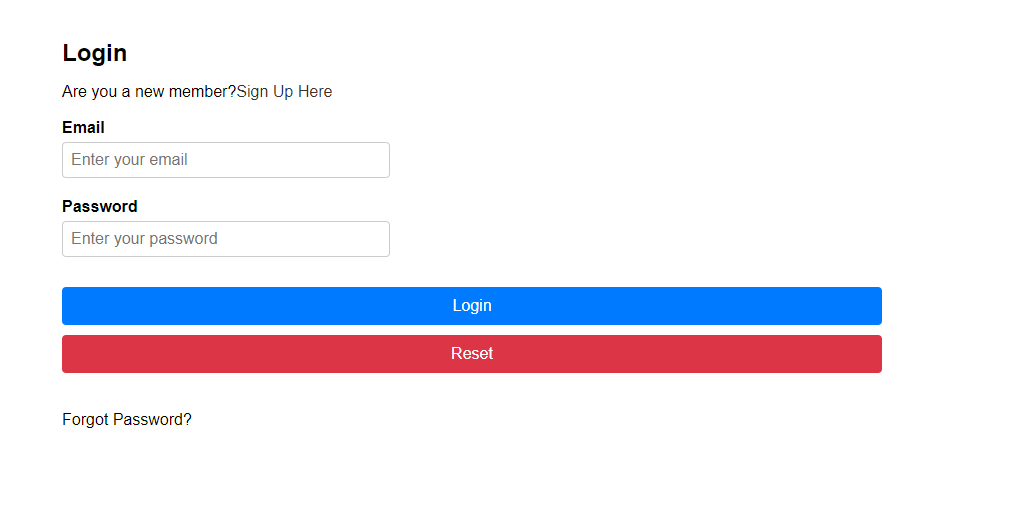 Login
Are you a new member?Sign Up Here
Email
Enter your email
Password
Enter your password
Login
Reset
Forgot Password?